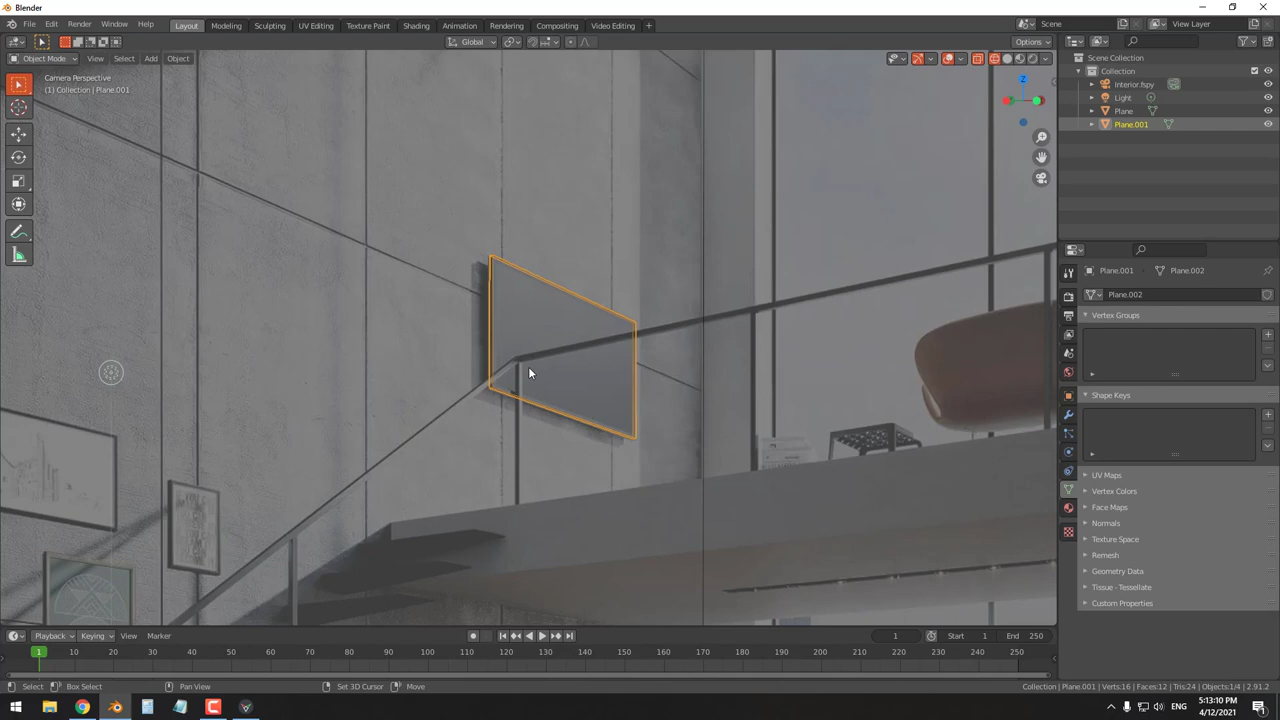 Blender
File Edit Render Window Help
Layout Modeling Sculpting UV Editing Texture Paint Shading Animation Rendering Compositing Video Editing +
Scene
View Layer
Global
Options
Object Mode View Select Add Object
Camera Perspective
(1) Collection | Plane.001
Z
Scene Collection
Collection
Interior.fspy
Light
Plane
Plane.001
Plane.001 Plane.002
Plane.002
Vertex Groups
Shape Keys
UV Maps
Vertex Colors
Face Maps
Normals
Texture Space
Remesh
Geometry Data
Tissue - Tessellate
Custom Properties
Playback Keying View Marker
1 Start 1 End 250
1 10 20 30 40 50 60 70 80 90 100 110 120 130 140 150 160 170 180 190 200 210 220 230 240 250
Select Box Select Pan View Set 3D Cursor Move
Collection | Plane.001 | Verts:16 | Faces:12 | Tris:24 | Objects:1/4 | 2.91.2
ENG
5:13:10 PM
4/12/2021